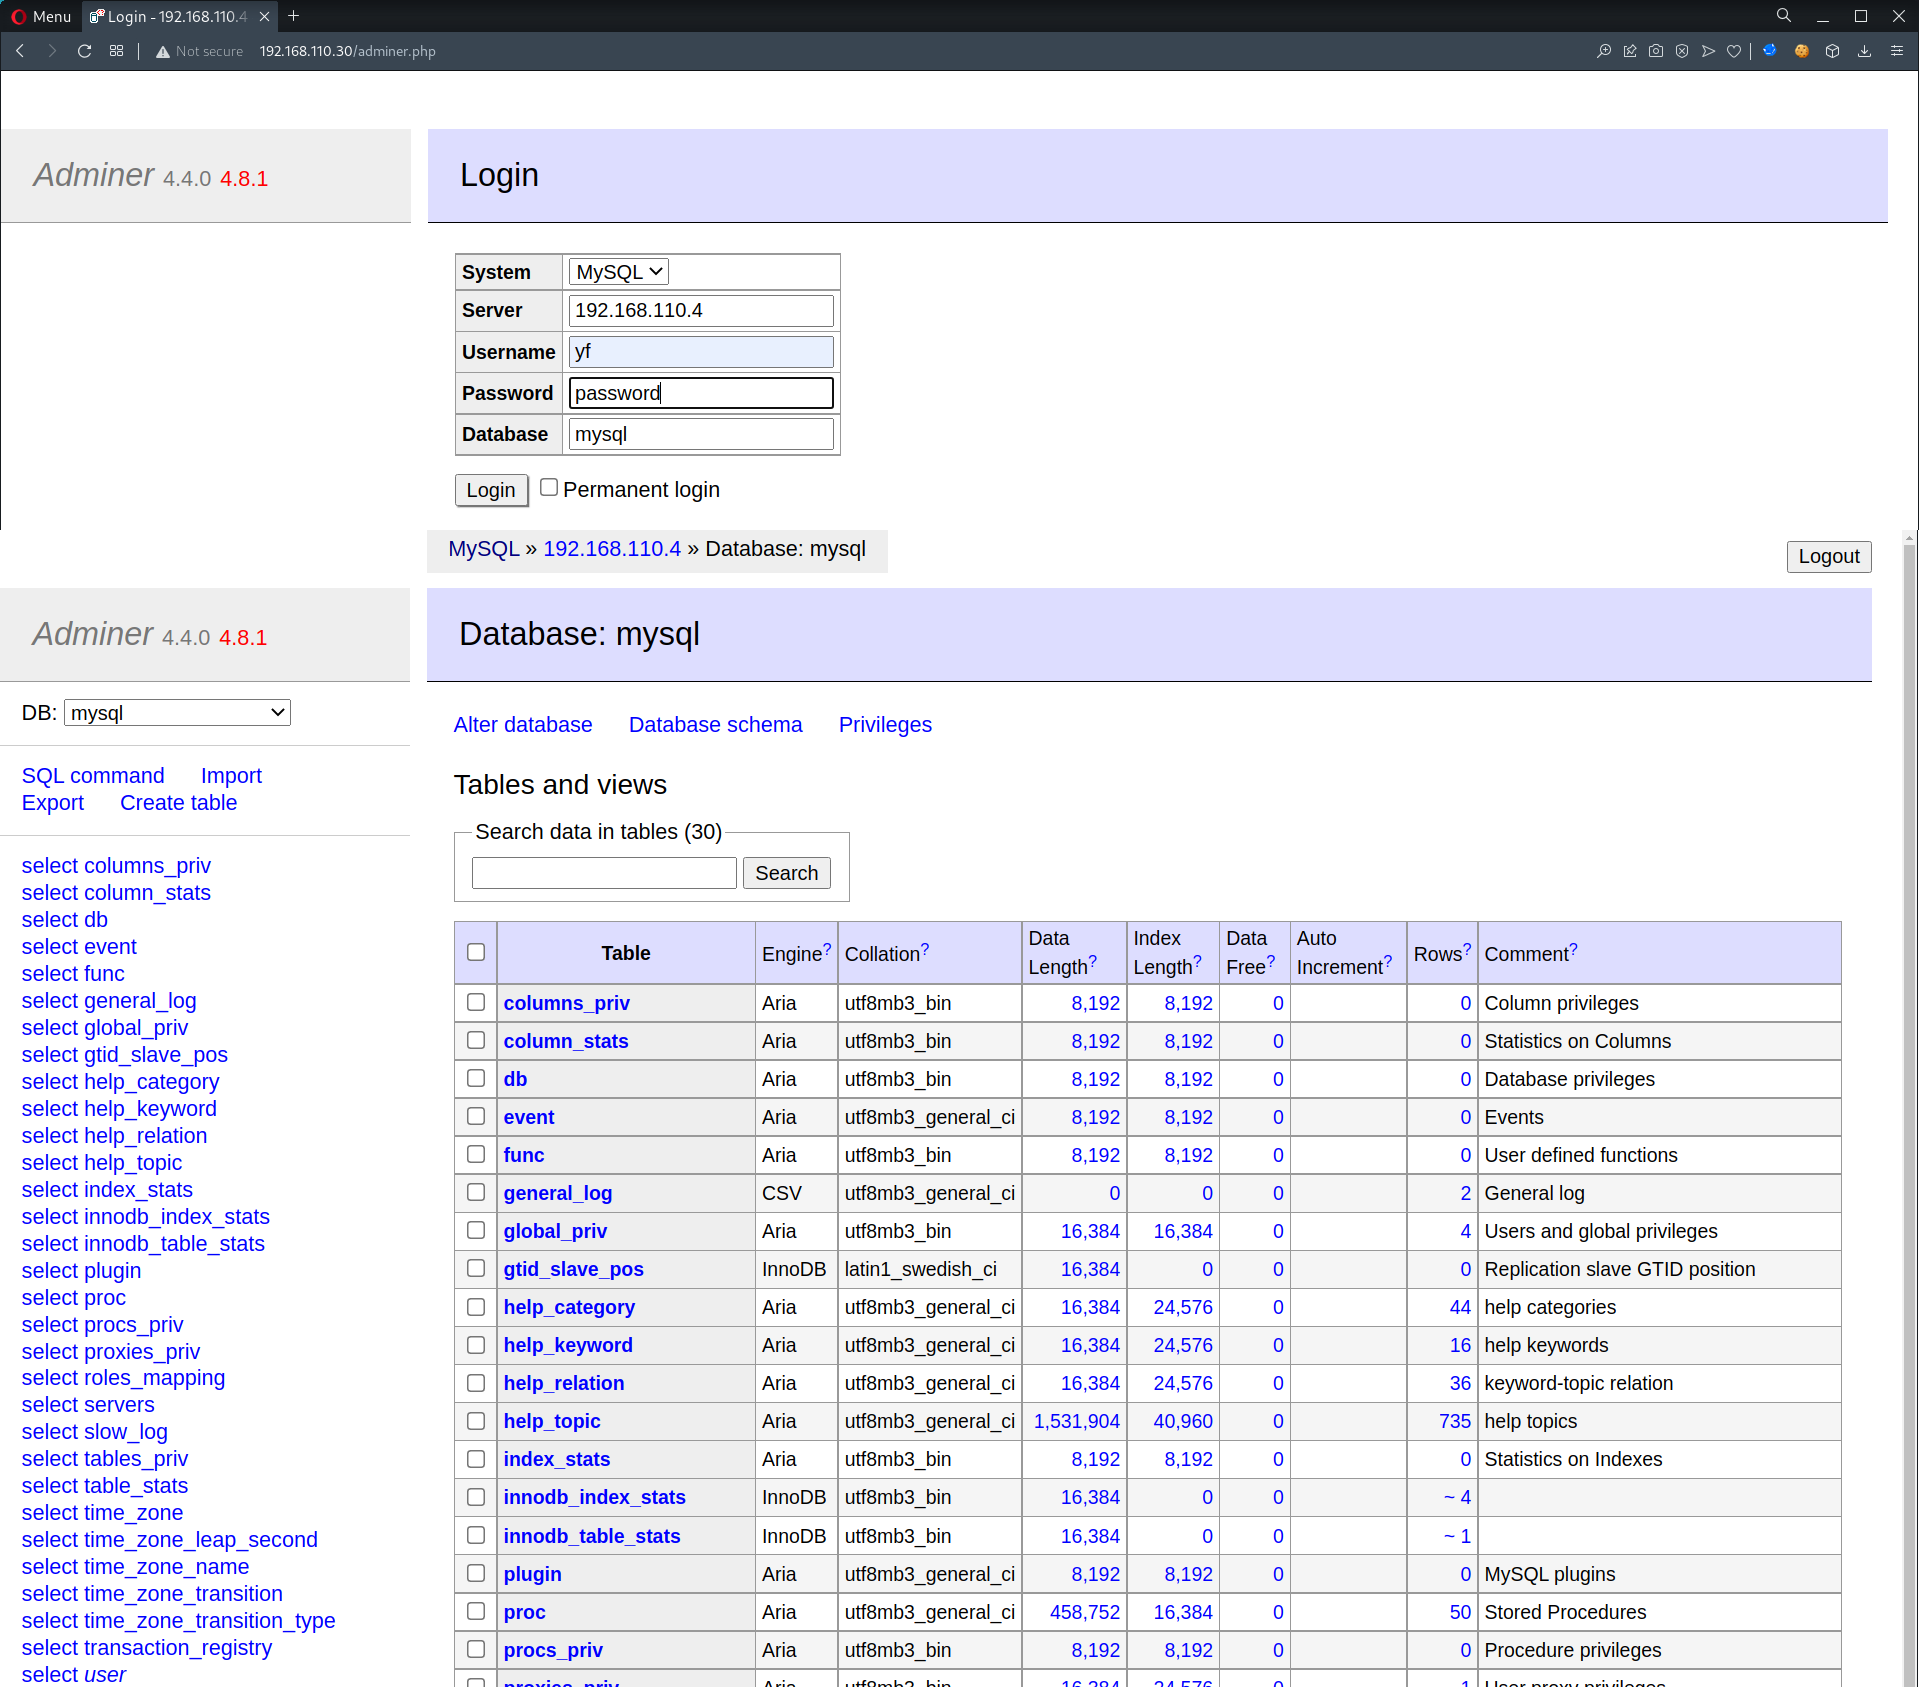 Menu Login - 192.168.110.4
Not secure 192.168.110.30/adminer.php
Adminer 4.4.0 4.8.1
Login
System MySQL
Server 192.168.110.4
Username yf
Password password
Database mysql
Login Permanent login
MySQL » 192.168.110.4 » Database: mysql
Logout
Adminer 4.4.0 4.8.1
Database: mysql
DB: mysql
SQL command Import
Export Create table
select columns_priv
select column_stats
select db
select event
select func
select general_log
select global_priv
select gtid_slave_pos
select help_category
select help_keyword
select help_relation
select help_topic
select index_stats
select innodb_index_stats
select innodb_table_stats
select plugin
select proc
select procs_priv
select proxies_priv
select roles_mapping
select servers
select slow_log
select tables_priv
select table_stats
select time_zone
select time_zone_leap_second
select time_zone_name
select time_zone_transition
select time_zone_transition_type
select transaction_registry
select user
Alter database Database schema Privileges
Tables and views
Search data in tables (30)
Search
Table Engine? Collation? Data Length? Index Length? Data Free? Auto Increment? Rows? Comment?
columns_priv Aria utf8mb3_bin 8,192 8,192 0 0 Column privileges
column_stats Aria utf8mb3_bin 8,192 8,192 0 0 Statistics on Columns
db Aria utf8mb3_bin 8,192 8,192 0 0 Database privileges
event Aria utf8mb3_general_ci 8,192 8,192 0 0 Events
func Aria utf8mb3_bin 8,192 8,192 0 0 User defined functions
general_log CSV utf8mb3_general_ci 0 0 0 2 General log
global_priv Aria utf8mb3_bin 16,384 16,384 0 4 Users and global privileges
gtid_slave_pos InnoDB latin1_swedish_ci 16,384 0 0 0 Replication slave GTID position
help_category Aria utf8mb3_general_ci 16,384 24,576 0 44 help categories
help_keyword Aria utf8mb3_general_ci 16,384 24,576 0 16 help keywords
help_relation Aria utf8mb3_general_ci 16,384 24,576 0 36 keyword-topic relation
help_topic Aria utf8mb3_general_ci 1,531,904 40,960 0 735 help topics
index_stats Aria utf8mb3_bin 8,192 8,192 0 0 Statistics on Indexes
innodb_index_stats InnoDB utf8mb3_bin 16,384 0 0 ~ 4
innodb_table_stats InnoDB utf8mb3_bin 16,384 0 0 ~ 1
plugin Aria utf8mb3_general_ci 8,192 8,192 0 0 MySQL plugins
proc Aria utf8mb3_general_ci 458,752 16,384 0 50 Stored Procedures
procs_priv Aria utf8mb3_bin 8,192 8,192 0 0 Procedure privileges
proxies_priv Aria utf8mb3_bin 16,384 24,576 0 1 User proxy privileges